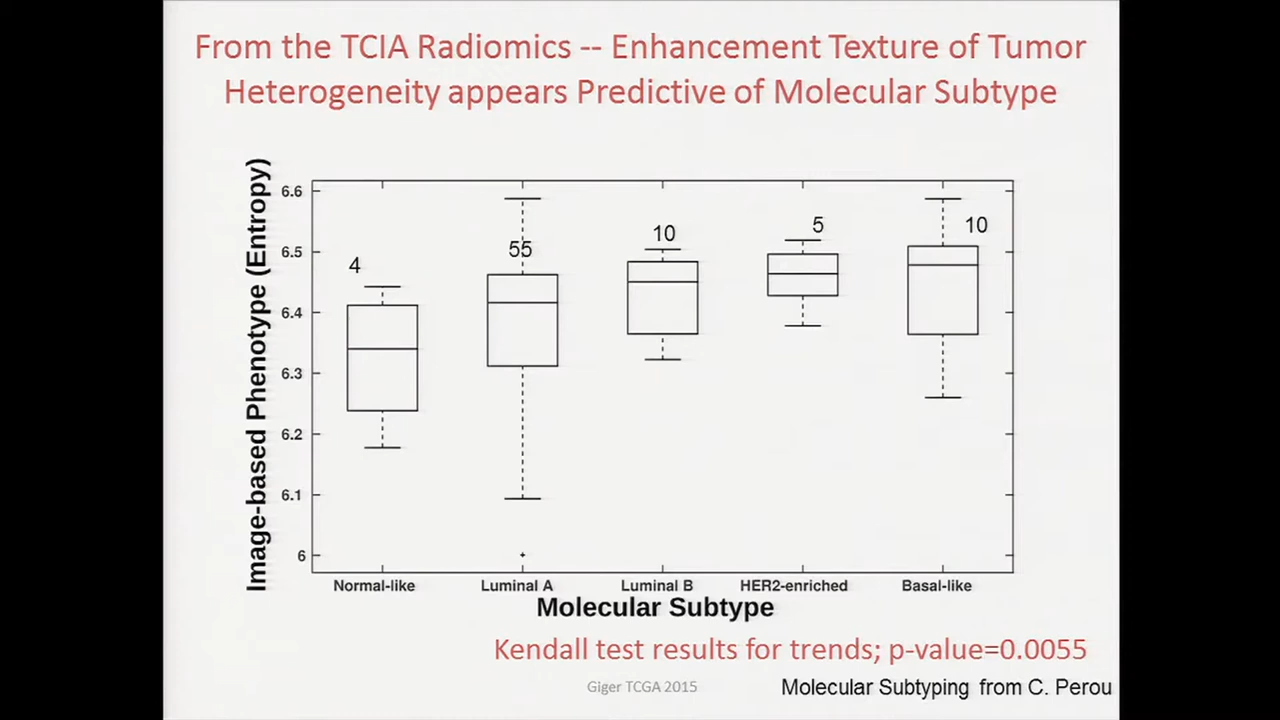 From the TCIA Radiomics -- Enhancement Texture of Tumor
Heterogeneity appears Predictive of Molecular Subtype
Image-based Phenotype (Entropy)
6.6
6.5
6.4
6.3
6.2
6.1
6
4
55
10
5
10
Normal-like
Luminal A
Luminal B
HER2-enriched
Basal-like
Molecular Subtype
Kendall test results for trends; p-value=0.0055
Giger TCGA 2015
Molecular Subtyping from C. Perou